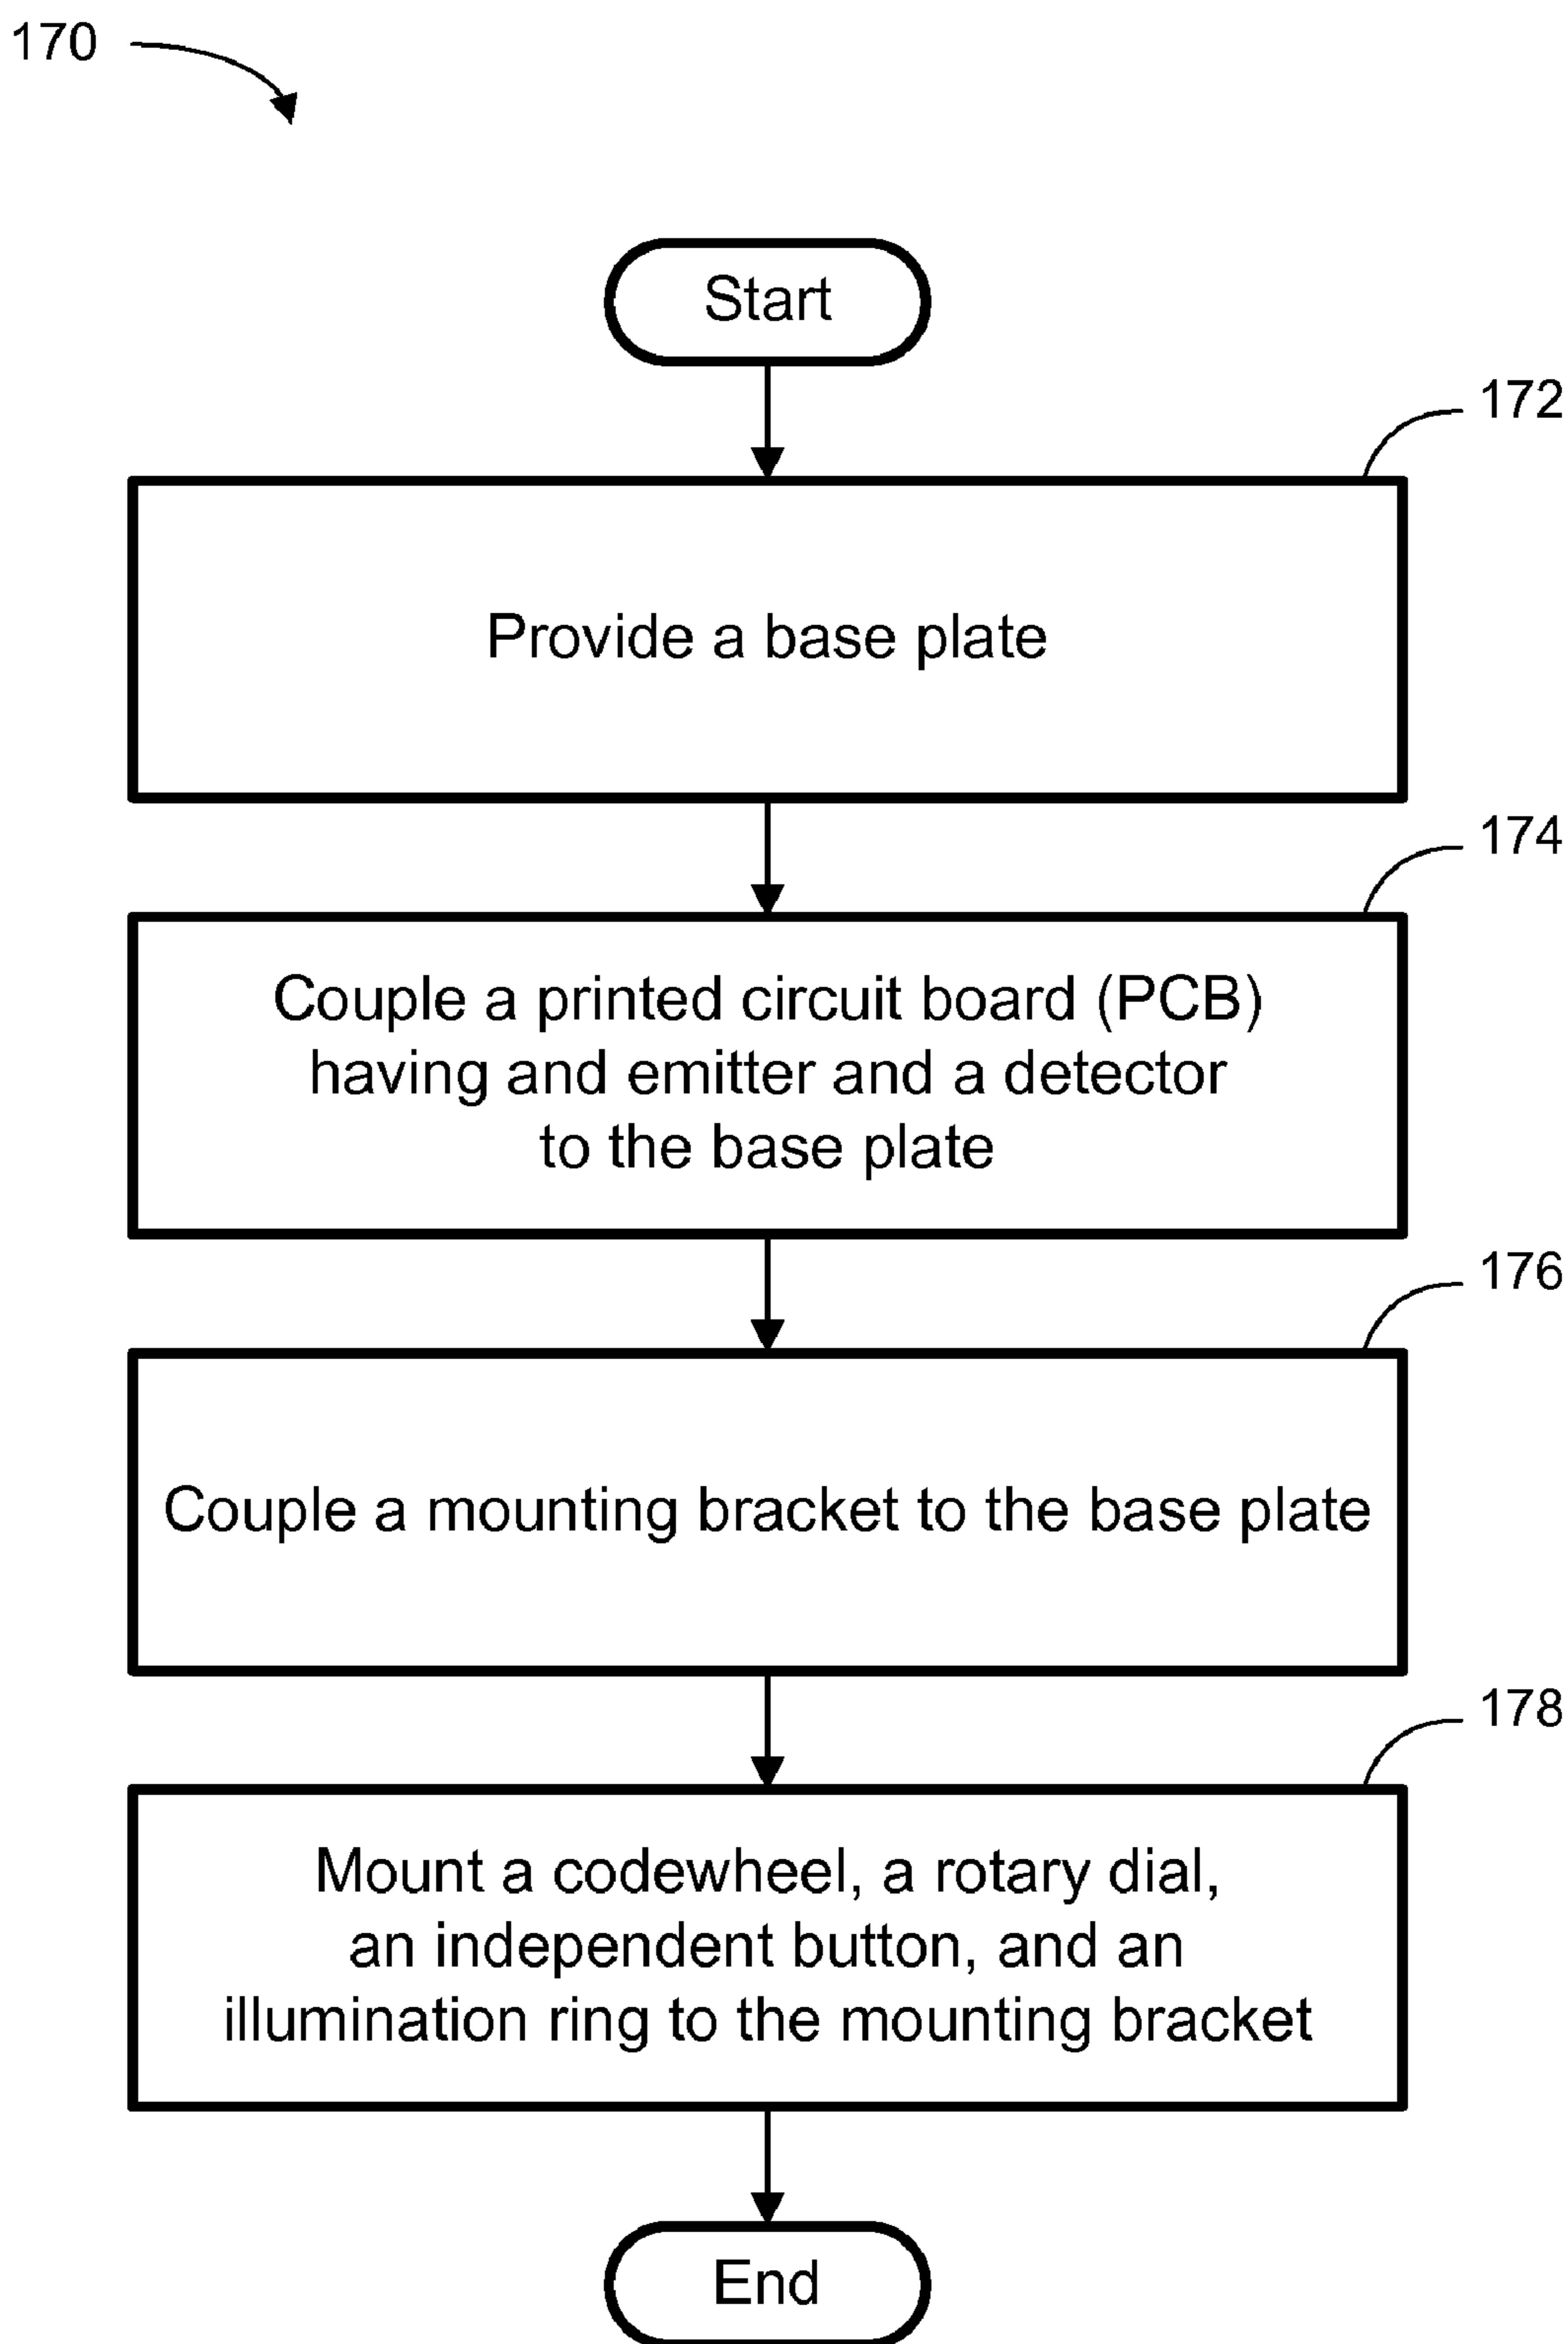 170
Start
172
Provide a base plate
174
Couple a printed circuit board (PCB)
having and emitter and a detector
to the base plate
176
Couple a mounting bracket to the base plate
178
Mount a codewheel, a rotary dial,
an independent button, and an
illumination ring to the mounting bracket
End